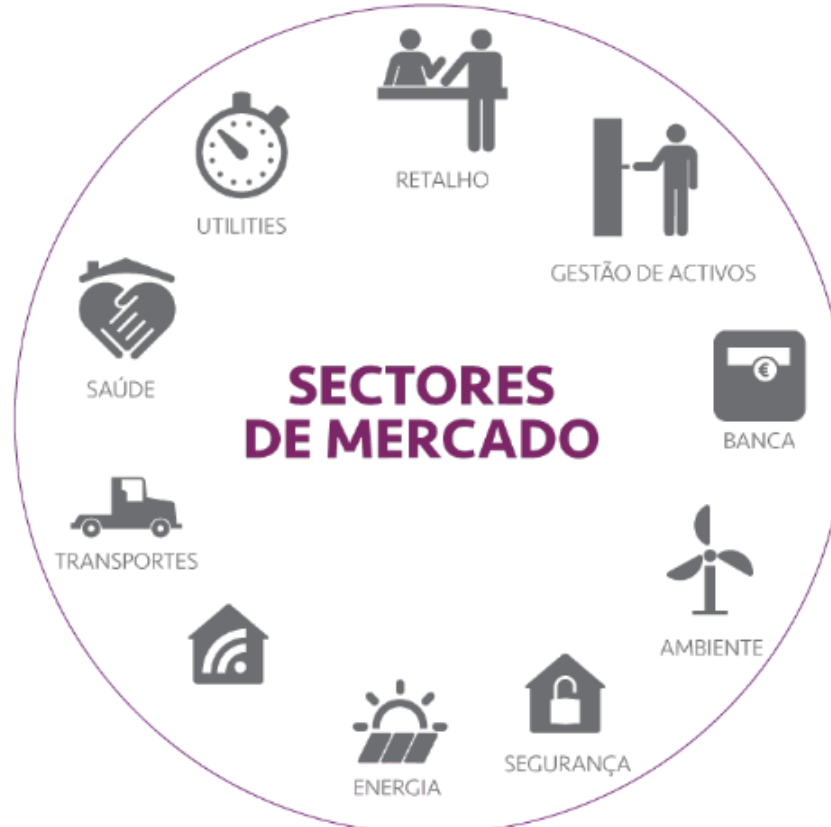 RETALHO
UTILITIES
GESTÃO DE ACTIVOS
SAÚDE
SECTORES
DE MERCADO
€
BANCA
TRANSPORTES
AMBIENTE
SEGURANÇA
ENERGIA